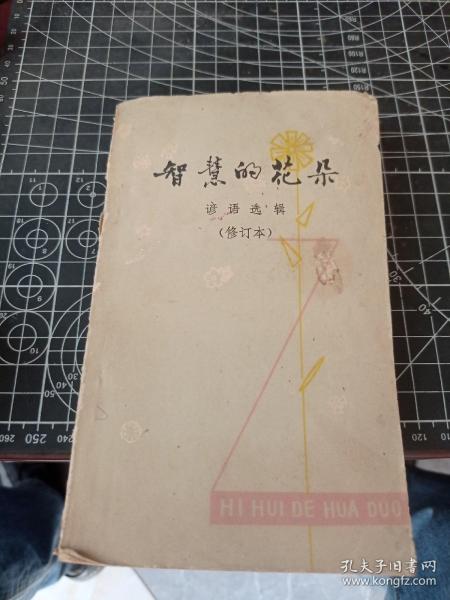 智慧的花朵
谚语选辑
（修订本）
HI HUI DE HUA DUO
孔夫子旧书网
www.kongfz.com